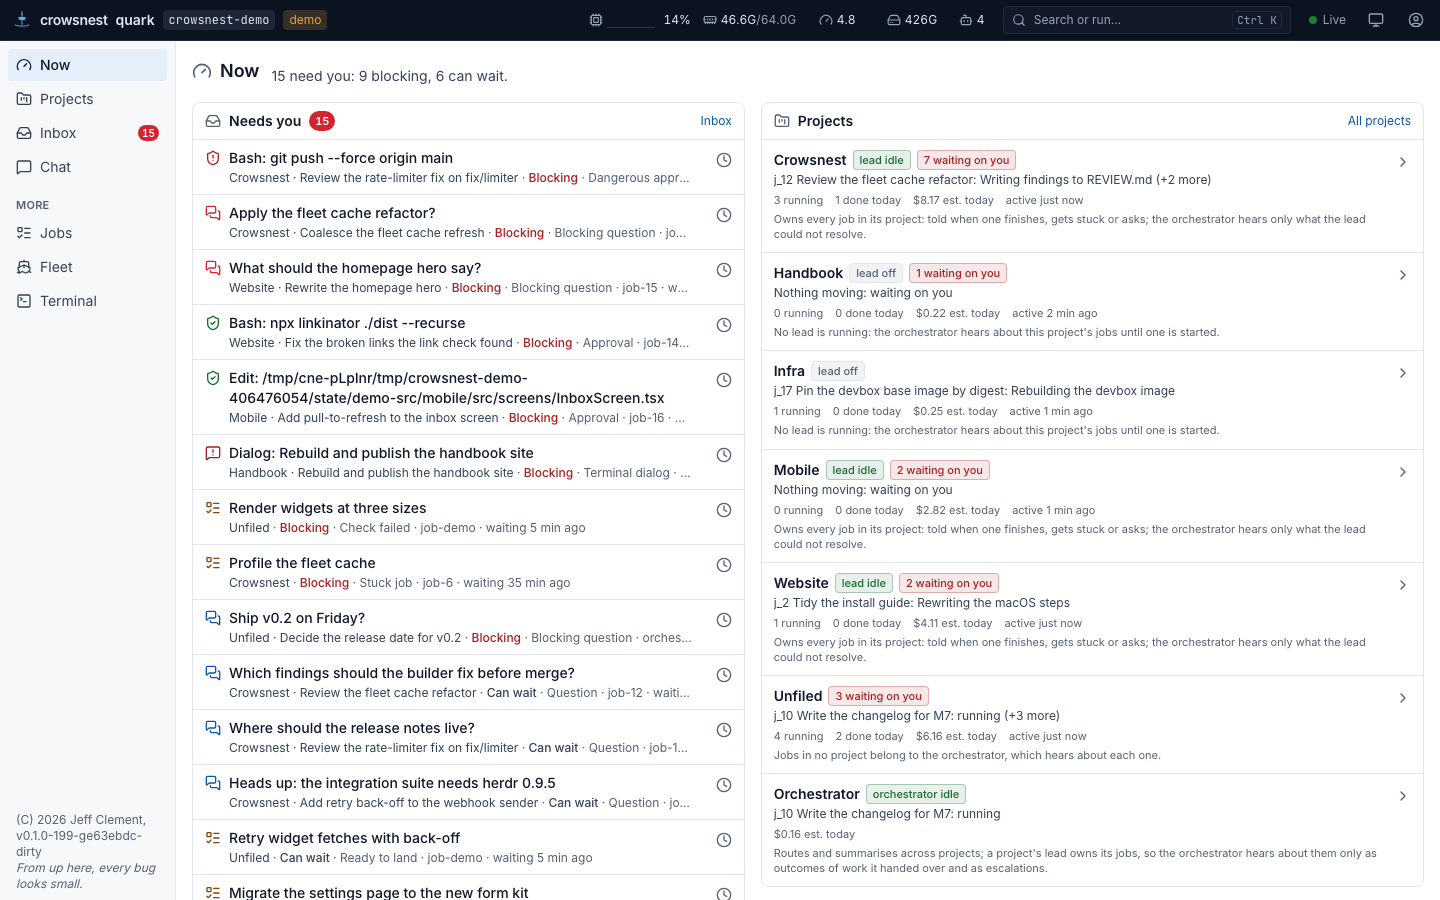 crowsnest quark crowsnest-demo demo 14% 46.6G/64.0G 4.8 426G 4 Search or run... Ctrl K Live
Now
Projects
Inbox 15
Chat
MORE
Jobs
Fleet
Terminal
(C) 2026 Jeff Clement,
v0.1.0-199-ge63ebdc-
dirty
From up here, every bug
looks small.
Now 15 need you: 9 blocking, 6 can wait.
Needs you 15 Inbox
Bash: git push --force origin main
Crowsnest · Review the rate-limiter fix on fix/limiter · Blocking · Dangerous appr...
Apply the fleet cache refactor?
Crowsnest · Coalesce the fleet cache refresh · Blocking · Blocking question · jo...
What should the homepage hero say?
Website · Rewrite the homepage hero · Blocking · Blocking question · job-15 · w...
Bash: npx linkinator ./dist --recurse
Website · Fix the broken links the link check found · Blocking · Approval · job-14...
Edit: /tmp/cne-pLpInr/tmp/crowsnest-demo-
406476054/state/demo-src/mobile/src/screens/InboxScreen.tsx
Mobile · Add pull-to-refresh to the inbox screen · Blocking · Approval · job-16 · ...
Dialog: Rebuild and publish the handbook site
Handbook · Rebuild and publish the handbook site · Blocking · Terminal dialog · ...
Render widgets at three sizes
Unfiled · Blocking · Check failed · job-demo · waiting 5 min ago
Profile the fleet cache
Crowsnest · Blocking · Stuck job · job-6 · waiting 35 min ago
Ship v0.2 on Friday?
Unfiled · Decide the release date for v0.2 · Blocking · Blocking question · orches...
Which findings should the builder fix before merge?
Crowsnest · Review the fleet cache refactor · Can wait · Question · job-12 · waiti...
Where should the release notes live?
Crowsnest · Review the rate-limiter fix on fix/limiter · Can wait · Question · job-1...
Heads up: the integration suite needs herdr 0.9.5
Crowsnest · Add retry back-off to the webhook sender · Can wait · Question · jo...
Retry widget fetches with back-off
Unfiled · Can wait · Ready to land · job-demo · waiting 5 min ago
Migrate the settings page to the new form kit
Projects All projects
Crowsnest lead idle 7 waiting on you
j_12 Review the fleet cache refactor: Writing findings to REVIEW.md (+2 more)
3 running 1 done today $8.17 est. today active just now
Owns every job in its project: told when one finishes, gets stuck or asks; the orchestrator hears only what the lead
could not resolve.
Handbook lead off 1 waiting on you
Nothing moving: waiting on you
0 running 0 done today $0.22 est. today active 2 min ago
No lead is running: the orchestrator hears about this project's jobs until one is started.
Infra lead off
j_17 Pin the devbox base image by digest: Rebuilding the devbox image
1 running 0 done today $0.25 est. today active 1 min ago
No lead is running: the orchestrator hears about this project's jobs until one is started.
Mobile lead idle 2 waiting on you
Nothing moving: waiting on you
0 running 0 done today $2.82 est. today active 1 min ago
Owns every job in its project: told when one finishes, gets stuck or asks; the orchestrator hears only what the lead
could not resolve.
Website lead idle 2 waiting on you
j_2 Tidy the install guide: Rewriting the macOS steps
1 running 0 done today $4.11 est. today active just now
Owns every job in its project: told when one finishes, gets stuck or asks; the orchestrator hears only what the lead
could not resolve.
Unfiled 3 waiting on you
j_10 Write the changelog for M7: running (+3 more)
4 running 2 done today $6.16 est. today active just now
Jobs in no project belong to the orchestrator, which hears about each one.
Orchestrator orchestrator idle
j_10 Write the changelog for M7: running
$0.16 est. today
Routes and summarises across projects; a project's lead owns its jobs, so the orchestrator hears about them only as
outcomes of work it handed over and as escalations.